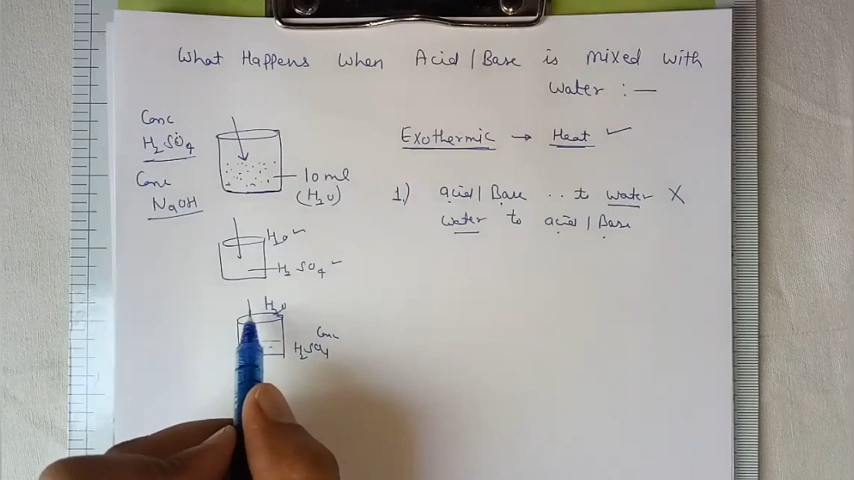 What Happens When Acid/Base is mixed with
water :—
Conc
H₂SO₄
Conc
NaOH
10 ml
(H₂O)
H₂O ✓
H₂SO₄ ✓
H₂O
Conc
H₂SO₄
Exothermic → Heat ✓
1.) acid/Base .. to water X
water to acid/Base